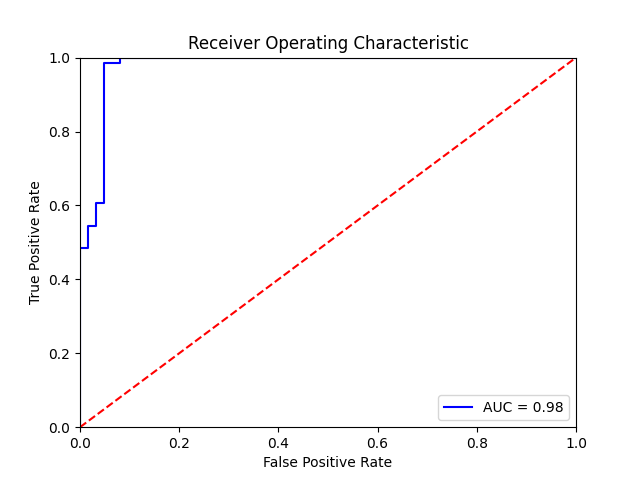 Receiver Operating Characteristic
True Positive Rate
1.0
0.8
0.6
0.4
0.2
0.0
AUC = 0.98
0.0 0.2 0.4 0.6 0.8 1.0
False Positive Rate